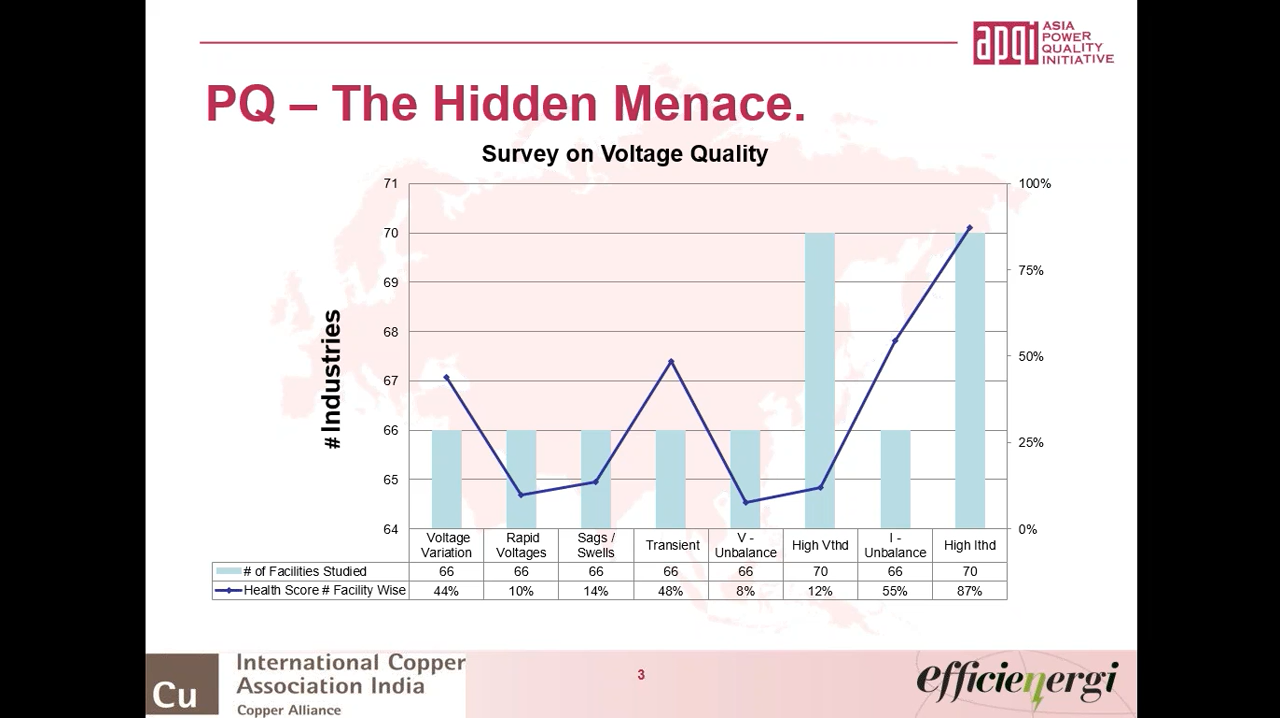 apqi
ASIA
POWER
QUALITY
INITIATIVE
PQ – The Hidden Menace.
Survey on Voltage Quality
# Industries
71
70
69
68
67
66
65
64
100%
75%
50%
25%
0%
Voltage Variation Rapid Voltages Sags / Swells Transient V - Unbalance High Vthd I - Unbalance High Ithd
# of Facilities Studied 66 66 66 66 66 70 66 70
Health Score # Facility Wise 44% 10% 14% 48% 8% 12% 55% 87%
Cu
International Copper
Association India
Copper Alliance
3
efficienergi